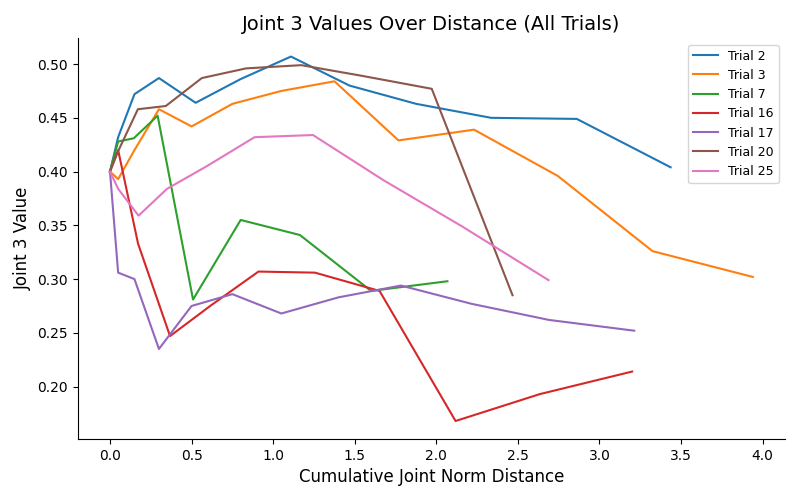 Joint 3 Values Over Distance (All Trials)
Joint 3 Value
0.50
0.45
0.40
0.35
0.30
0.25
0.20
Trial 2
Trial 3
Trial 7
Trial 16
Trial 17
Trial 20
Trial 25
0.0 0.5 1.0 1.5 2.0 2.5 3.0 3.5 4.0
Cumulative Joint Norm Distance